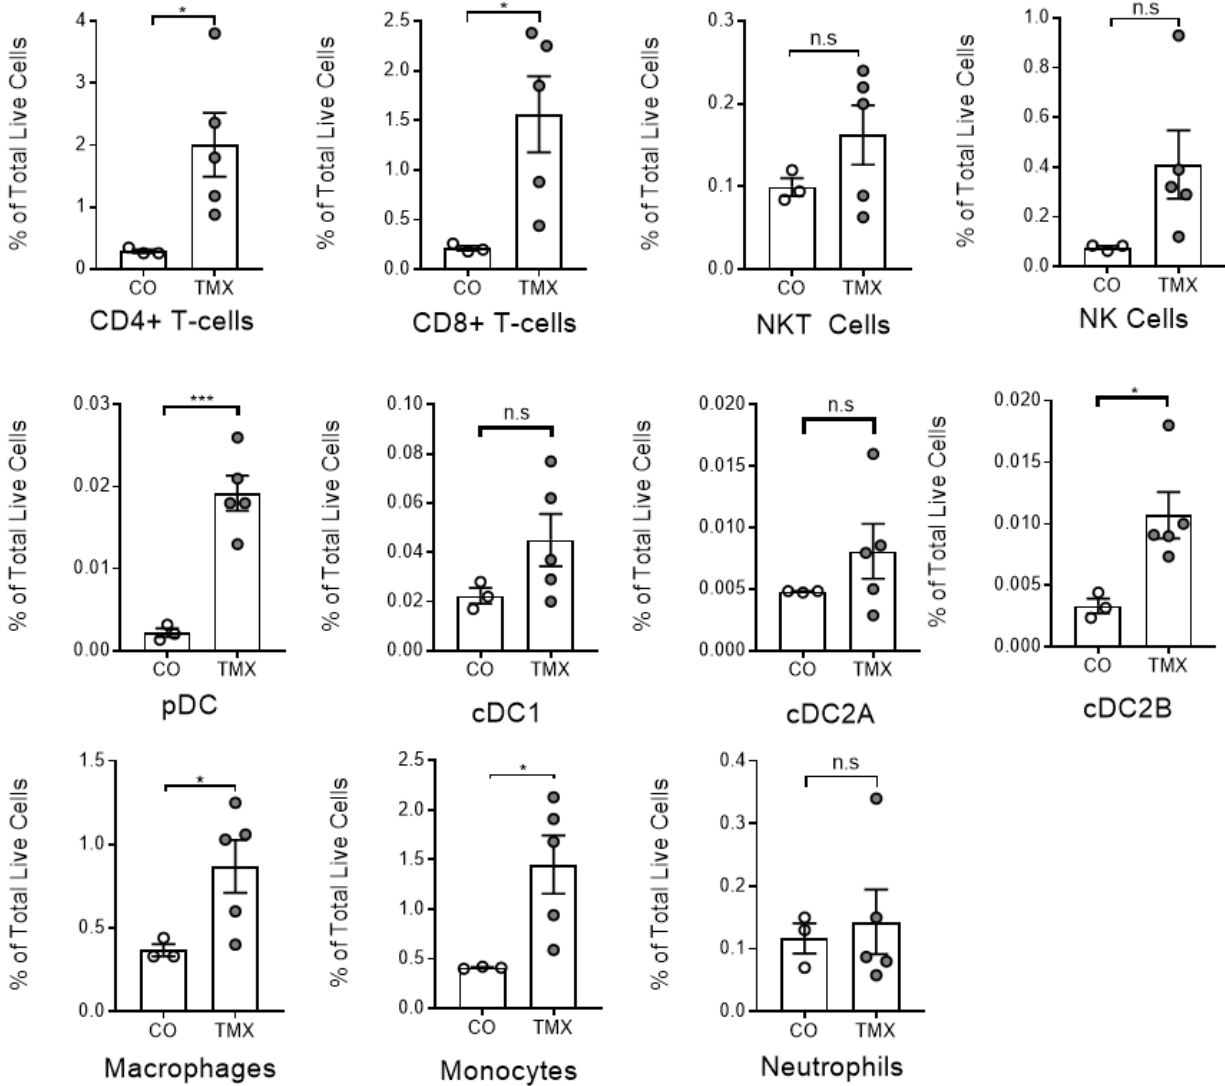 % of Total Live Cells
4
3
2
1
0
*
CO TMX
CD4+ T-cells
% of Total Live Cells
2.5
2.0
1.5
1.0
0.5
0.0
*
CO TMX
CD8+ T-cells
% of Total Live Cells
0.3
0.2
0.1
0.0
n.s
CO TMX
NKT Cells
% of Total Live Cells
1.0
0.8
0.6
0.4
0.2
0.0
n.s
CO TMX
NK Cells
% of Total Live Cells
0.03
0.02
0.01
0.00
***
CO TMX
pDC
% of Total Live Cells
0.10
0.08
0.06
0.04
0.02
0.00
n.s
CO TMX
cDC1
% of Total Live Cells
0.020
0.015
0.010
0.005
0.000
n.s
CO TMX
cDC2A
% of Total Live Cells
0.020
0.015
0.010
0.005
0.000
*
CO TMX
cDC2B
% of Total Live Cells
1.5
1.0
0.5
0.0
*
CO TMX
Macrophages
% of Total Live Cells
2.5
2.0
1.5
1.0
0.5
0.0
*
CO TMX
Monocytes
% of Total Live Cells
0.4
0.3
0.2
0.1
0.0
n.s
CO TMX
Neutrophils